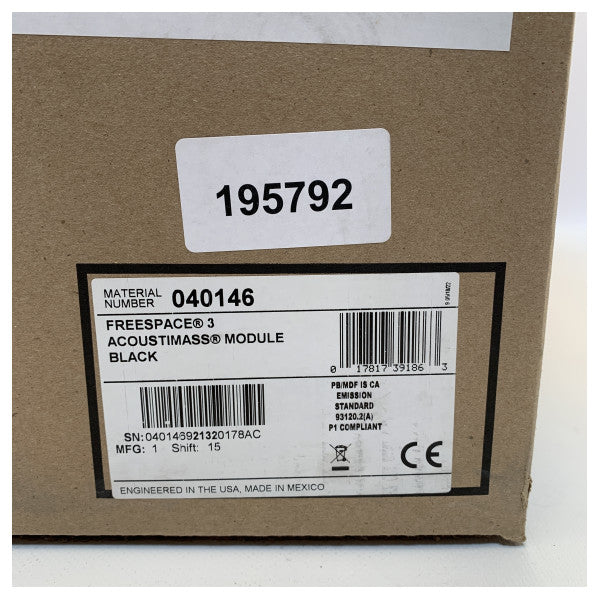 195792
MATERIAL
NUMBER 040146
FREESPACE® 3
ACOUSTIMASS® MODULE
BLACK
0 17817 39186 3
PB/MDF IS CA
EMISSION
STANDARD
93120.2(A)
P1 COMPLIANT
SN:040146921320178AC
MFG: 1 Shift: 15
CE
ENGINEERED IN THE USA, MADE IN MEXICO